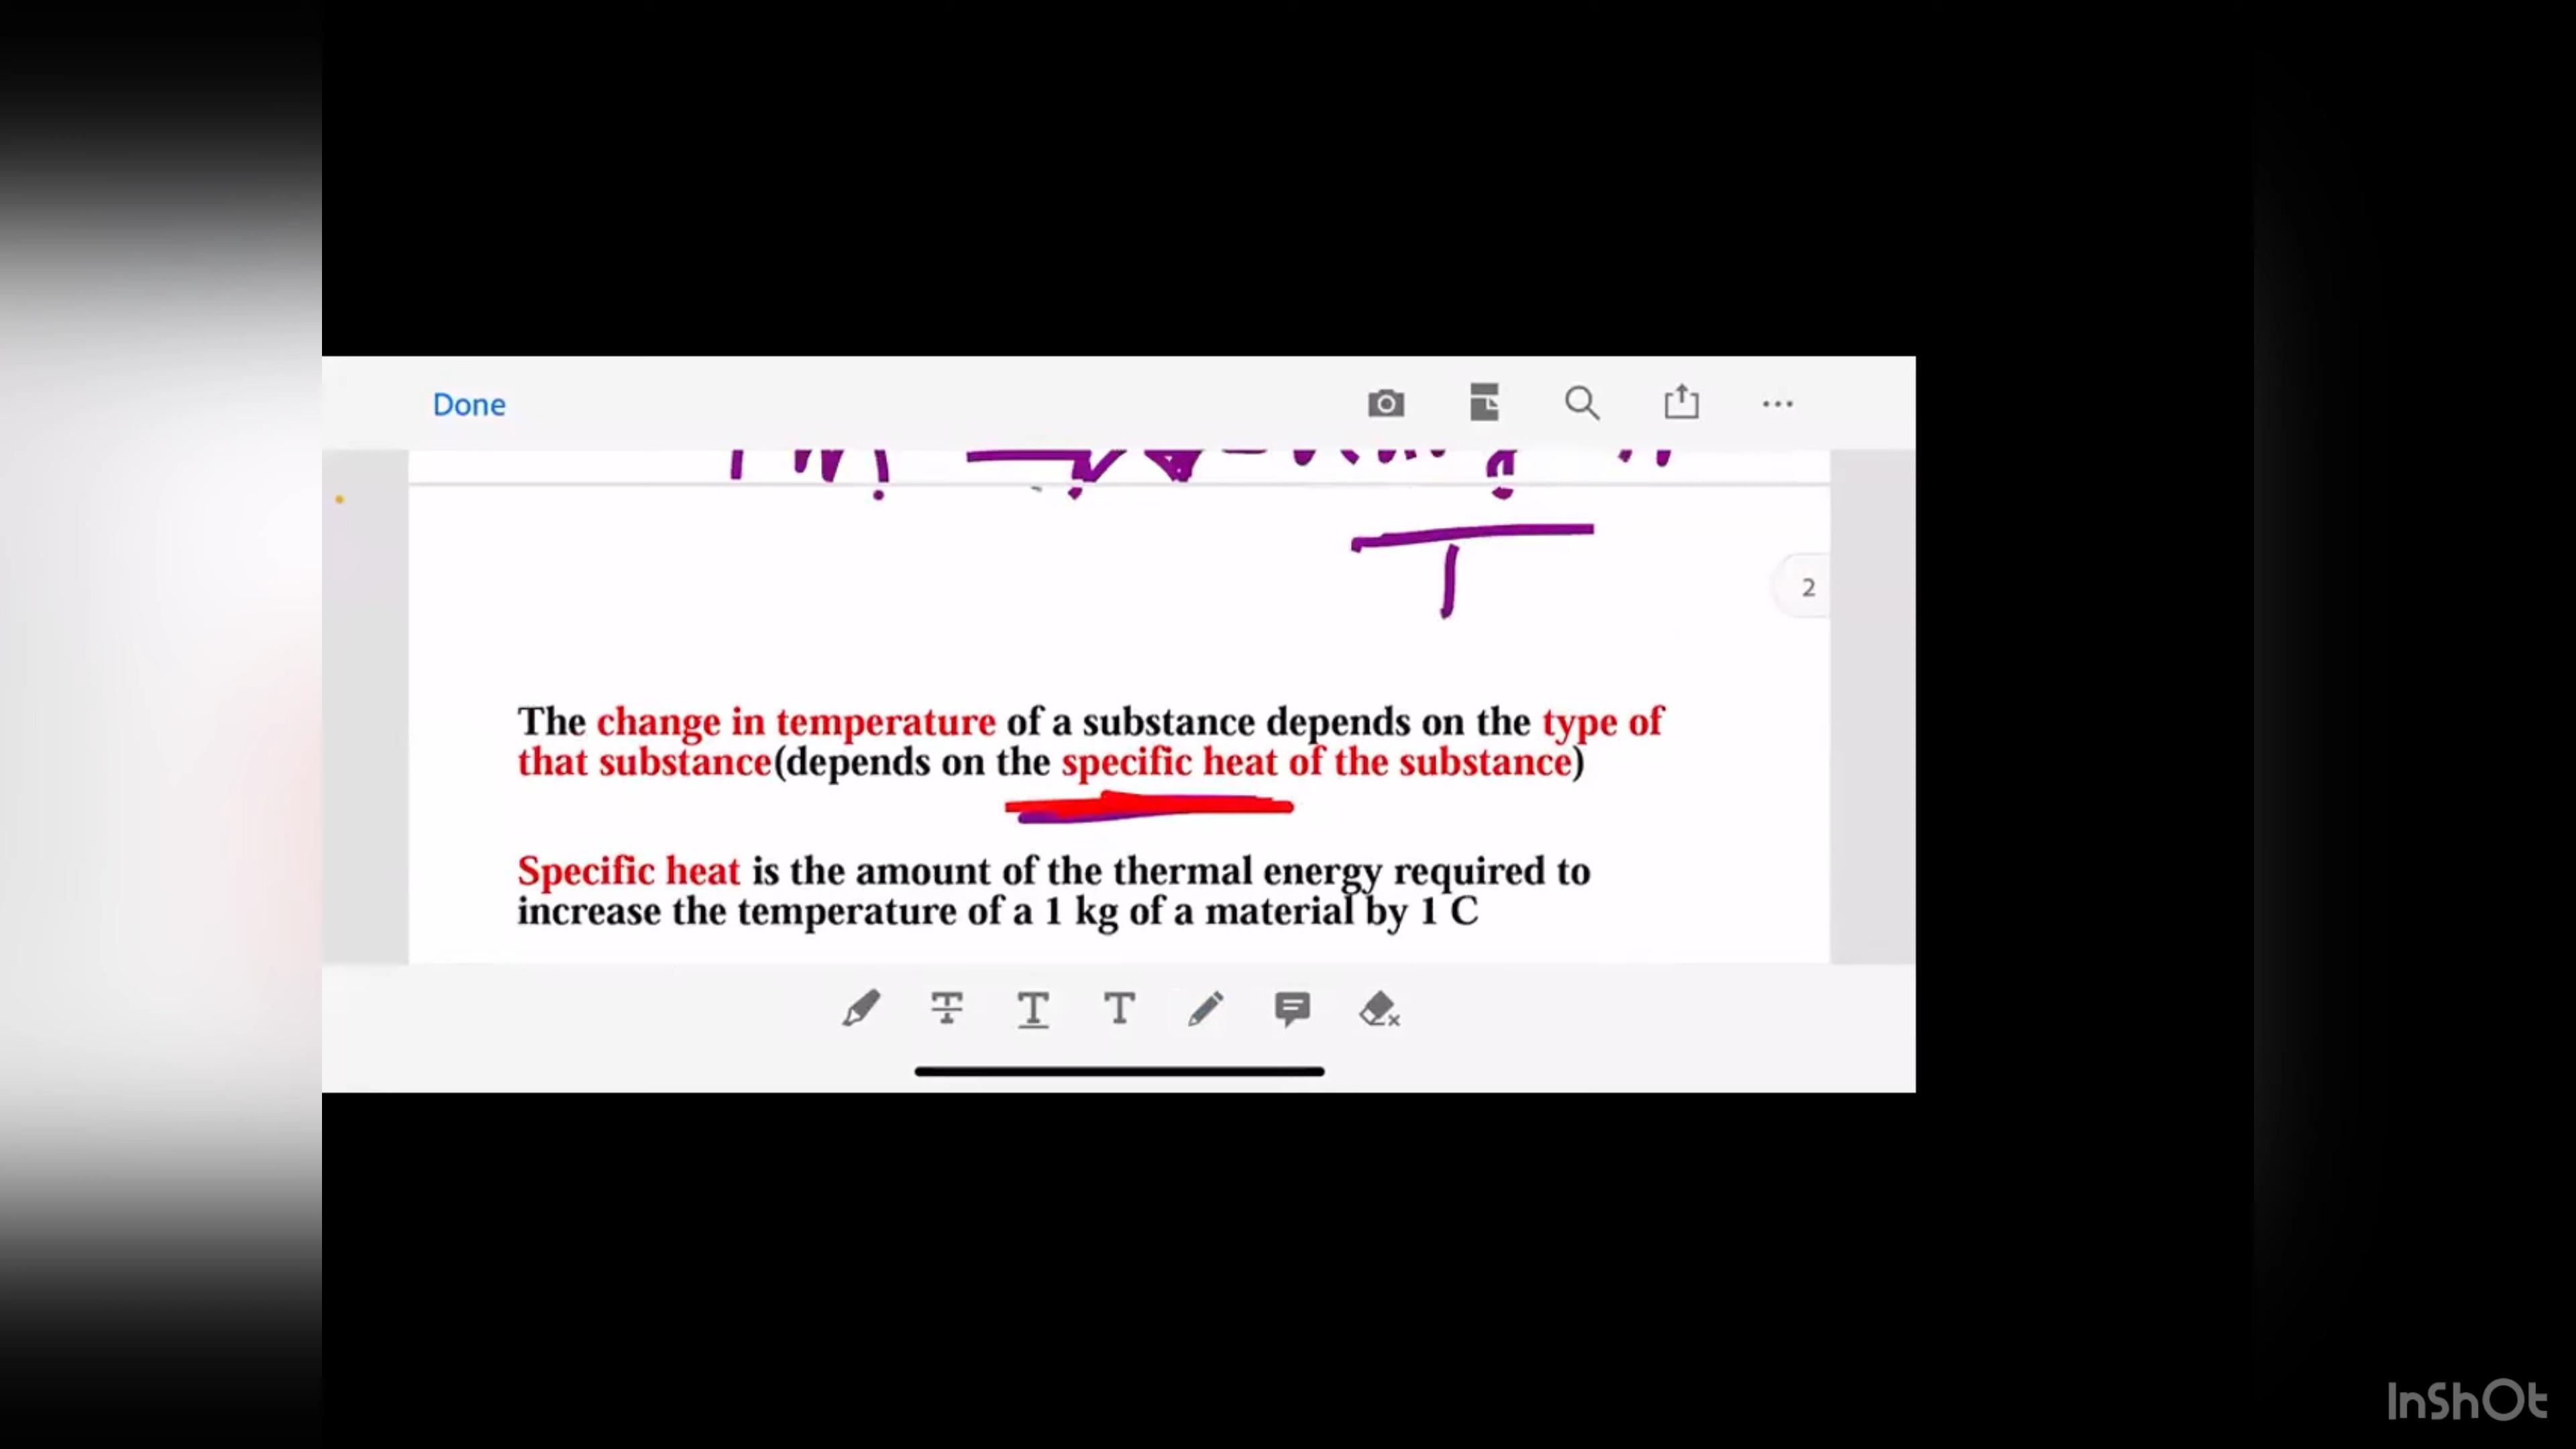 Done
T
2
The change in temperature of a substance depends on the type of
that substance(depends on the specific heat of the substance)
Specific heat is the amount of the thermal energy required to
increase the temperature of a 1 kg of a material by 1 C
InShOt